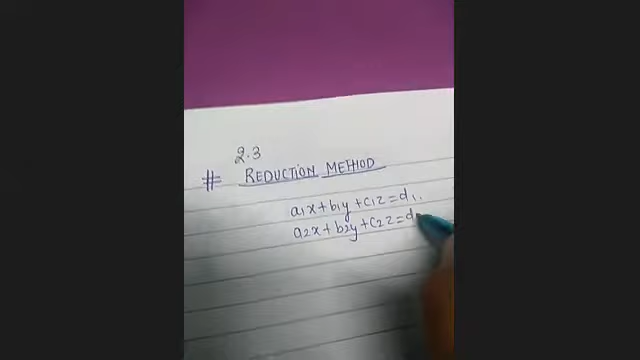 2.3
# REDUCTION METHOD
a₁x + b₁y + c₁z = d₁.
a₂x + b₂y + c₂z = d